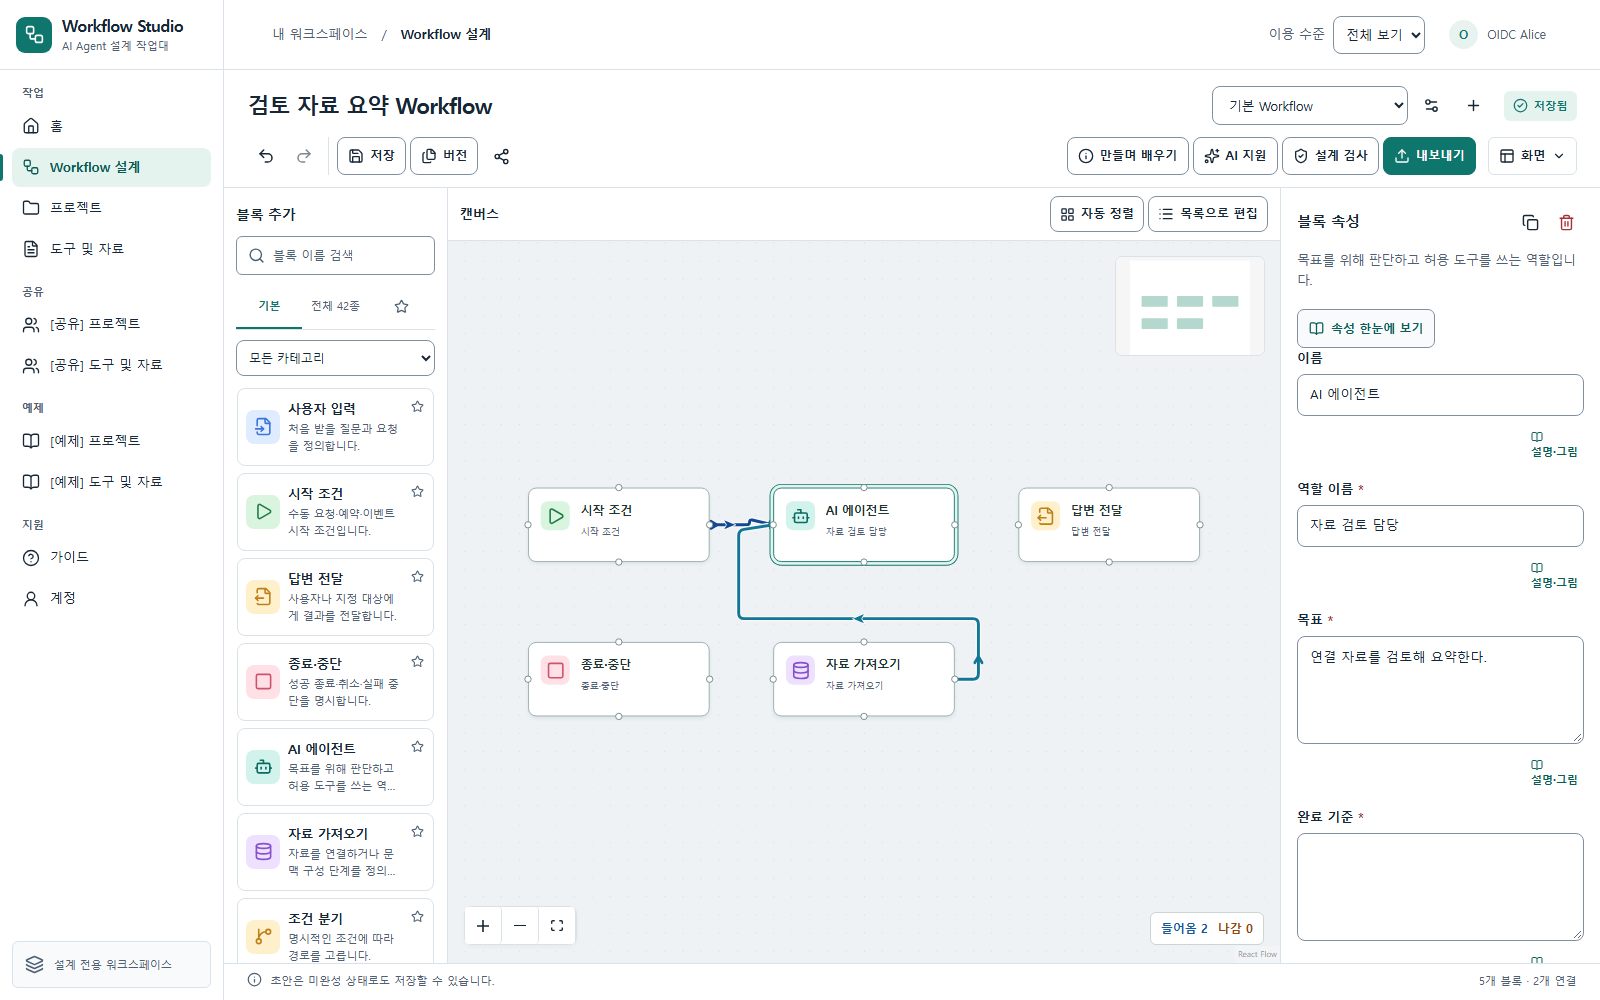 Workflow Studio
AI Agent 설계 작업대
내 워크스페이스 / Workflow 설계
이용 수준
전체 보기
O
OIDC Alice
작업
홈
Workflow 설계
프로젝트
도구 및 자료
공유
[공유] 프로젝트
[공유] 도구 및 자료
예제
[예제] 프로젝트
[예제] 도구 및 자료
지원
가이드
계정
설계 전용 워크스페이스
검토 자료 요약 Workflow
기본 Workflow
저장됨
저장
버전
만들며 배우기
AI 지원
설계 검사
내보내기
화면
블록 추가
블록 이름 검색
기본
전체 42종
모든 카테고리
사용자 입력
처음 받을 질문과 요청
을 정의합니다.
시작 조건
수동 요청·예약·이벤트
시작 조건입니다.
답변 전달
사용자나 지정 대상에
게 결과를 전달합니다.
종료·중단
성공 종료·취소·실패 중
단을 명시합니다.
AI 에이전트
목표를 위해 판단하고
허용 도구를 쓰는 역...
자료 가져오기
자료를 연결하거나 문
맥 구성 단계를 정의...
조건 분기
명시적인 조건에 따라
경로를 고릅니다.
캔버스
자동 정렬
목록으로 편집
시작 조건
시작 조건
AI 에이전트
자료 검토 담당
답변 전달
답변 전달
종료·중단
종료·중단
자료 가져오기
자료 가져오기
들어옴 2 나감 0
React Flow
블록 속성
목표를 위해 판단하고 허용 도구를 쓰는 역할입니
다.
속성 한눈에 보기
이름
AI 에이전트
설명·그림
역할 이름 *
자료 검토 담당
설명·그림
목표 *
연결 자료를 검토해 요약한다.
설명·그림
완료 기준 *
초안은 미완성 상태로도 저장할 수 있습니다.
5개 블록 · 2개 연결